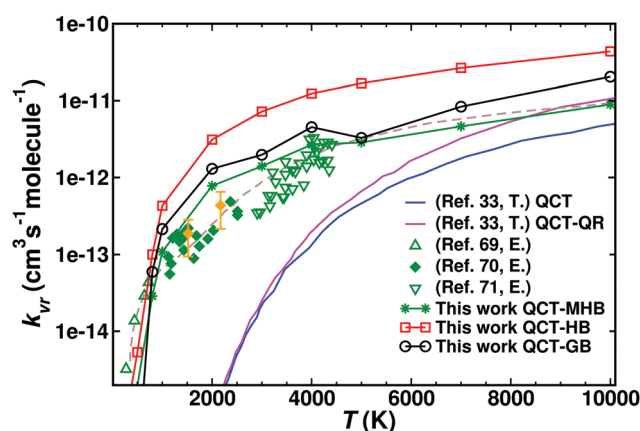 1e-10
1e-11
1e-12
1e-13
1e-14
k_vr (cm³ s⁻¹ molecule⁻¹)
(Ref. 33, T.) QCT
(Ref. 33, T.) QCT-QR
(Ref. 69, E.)
(Ref. 70, E.)
(Ref. 71, E.)
This work QCT-MHB
This work QCT-HB
This work QCT-GB
2000 4000 6000 8000 10000
T (K)